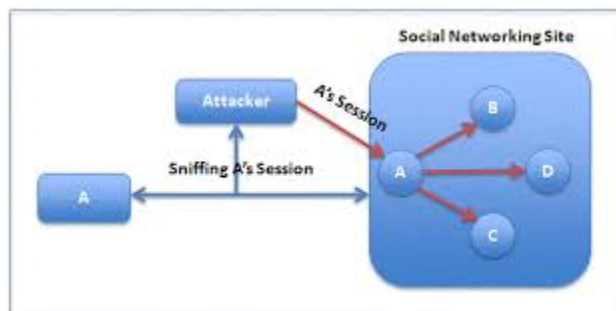 Social Networking Site
Attacker
A's Session
B
Sniffing A's Session
A
A
D
C